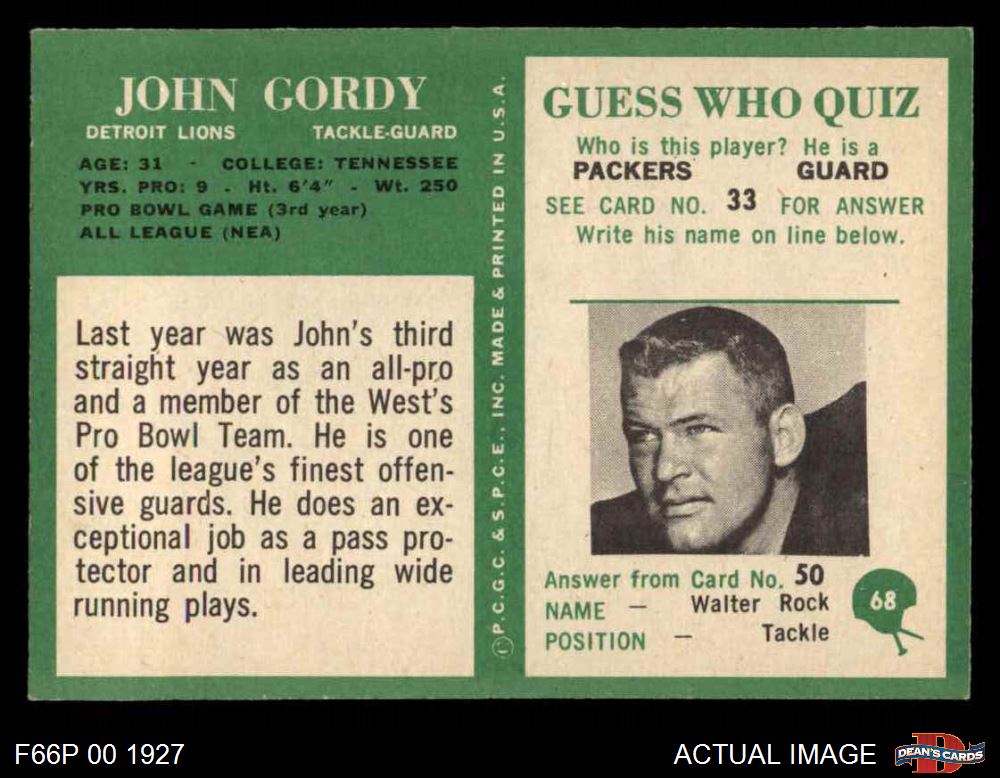 JOHN GORDY
DETROIT LIONS TACKLE-GUARD
AGE: 31 - COLLEGE: TENNESSEE
YRS. PRO: 9 - Ht. 6'4" - Wt. 250
PRO BOWL GAME (3rd year)
ALL LEAGUE (NEA)
Last year was John's third
straight year as an all-pro
and a member of the West's
Pro Bowl Team. He is one
of the league's finest offen-
sive guards. He does an ex-
ceptional job as a pass pro-
tector and in leading wide
running plays.
©P.C.G.C. & S.P.C.E., INC. MADE & PRINTED IN U.S.A.
GUESS WHO QUIZ
Who is this player? He is a
PACKERS GUARD
SEE CARD NO. 33 FOR ANSWER
Write his name on line below.
Answer from Card No. 50
NAME — Walter Rock
POSITION — Tackle
68
F66P 00 1927
ACTUAL IMAGE
DEAN'S CARDS